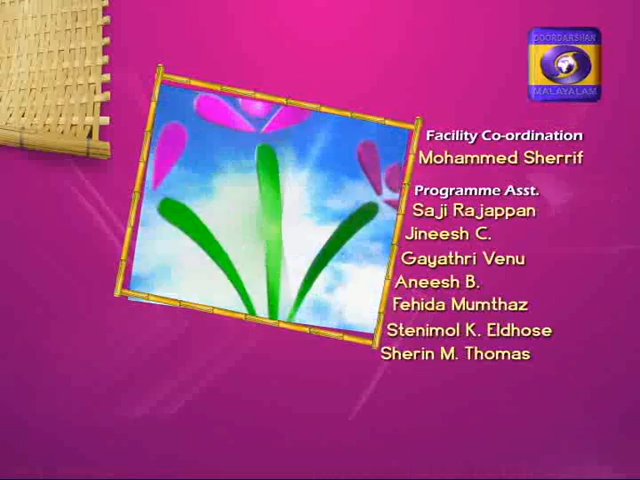 DOORDARSHAN
MALAYALAM
Facility Co-ordination
Mohammed Sherrif
Programme Asst.
Saji Rajappan
Jineesh C.
Gayathri Venu
Aneesh B.
Fehida Mumthaz
Stenimol K. Eldhose
Sherin M. Thomas